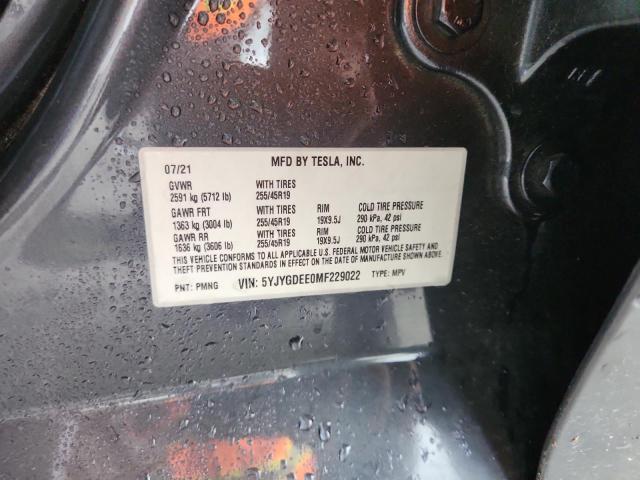 07/21 MFD BY TESLA, INC.
GVWR WITH TIRES
2591 kg (5712 lb) 255/45R19
GAWR FRT WITH TIRES RIM COLD TIRE PRESSURE
1363 kg (3004 lb) 255/45R19 19X9.5J 290 kPa, 42 psi
GAWR RR WITH TIRES RIM COLD TIRE PRESSURE
1636 kg (3606 lb) 255/45R19 19X9.5J 290 kPa, 42 psi
THIS VEHICLE CONFORMS TO ALL APPLICABLE U.S. FEDERAL MOTOR VEHICLE SAFETY AND
THEFT PREVENTION STANDARDS IN EFFECT ON THE DATE OF MANUFACTURE SHOWN ABOVE.
PNT: PMNG VIN: 5YJYGDEE0MF229022 TYPE: MPV